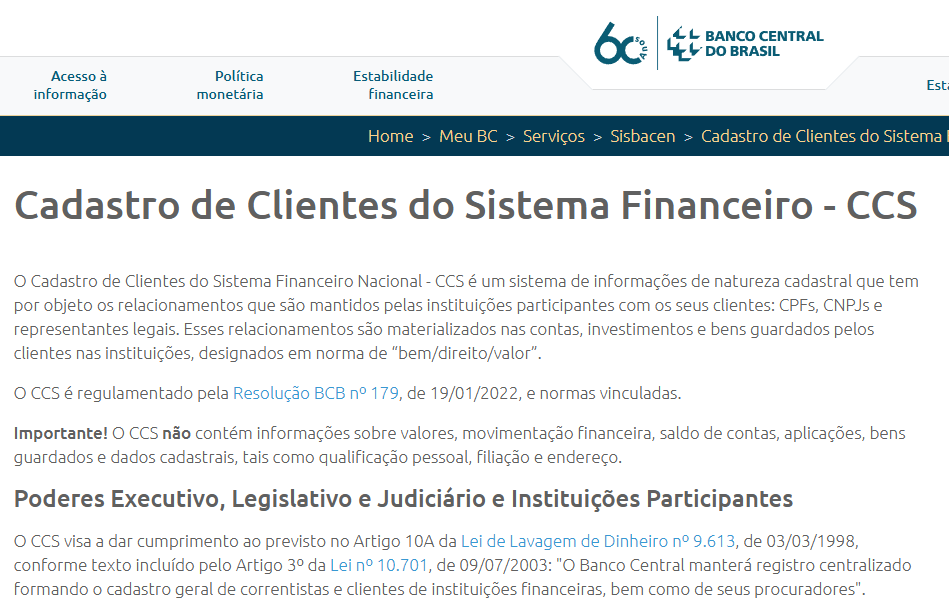 60 anos
BANCO CENTRAL
DO BRASIL
Acesso à
informação
Política
monetária
Estabilidade
financeira
Home > Meu BC > Serviços > Sisbacen > Cadastro de Clientes do Sistema
Cadastro de Clientes do Sistema Financeiro - CCS
O Cadastro de Clientes do Sistema Financeiro Nacional - CCS é um sistema de informações de natureza cadastral que tem
por objeto os relacionamentos que são mantidos pelas instituições participantes com os seus clientes: CPFs, CNPJs e
representantes legais. Esses relacionamentos são materializados nas contas, investimentos e bens guardados pelos
clientes nas instituições, designados em norma de “bem/direito/valor”.
O CCS é regulamentado pela Resolução BCB nº 179, de 19/01/2022, e normas vinculadas.
Importante! O CCS não contém informações sobre valores, movimentação financeira, saldo de contas, aplicações, bens
guardados e dados cadastrais, tais como qualificação pessoal, filiação e endereço.
Poderes Executivo, Legislativo e Judiciário e Instituições Participantes
O CCS visa a dar cumprimento ao previsto no Artigo 10A da Lei de Lavagem de Dinheiro nº 9.613, de 03/03/1998,
conforme texto incluído pelo Artigo 3º da Lei nº 10.701, de 09/07/2003: "O Banco Central manterá registro centralizado
formando o cadastro geral de correntistas e clientes de instituições financeiras, bem como de seus procuradores".